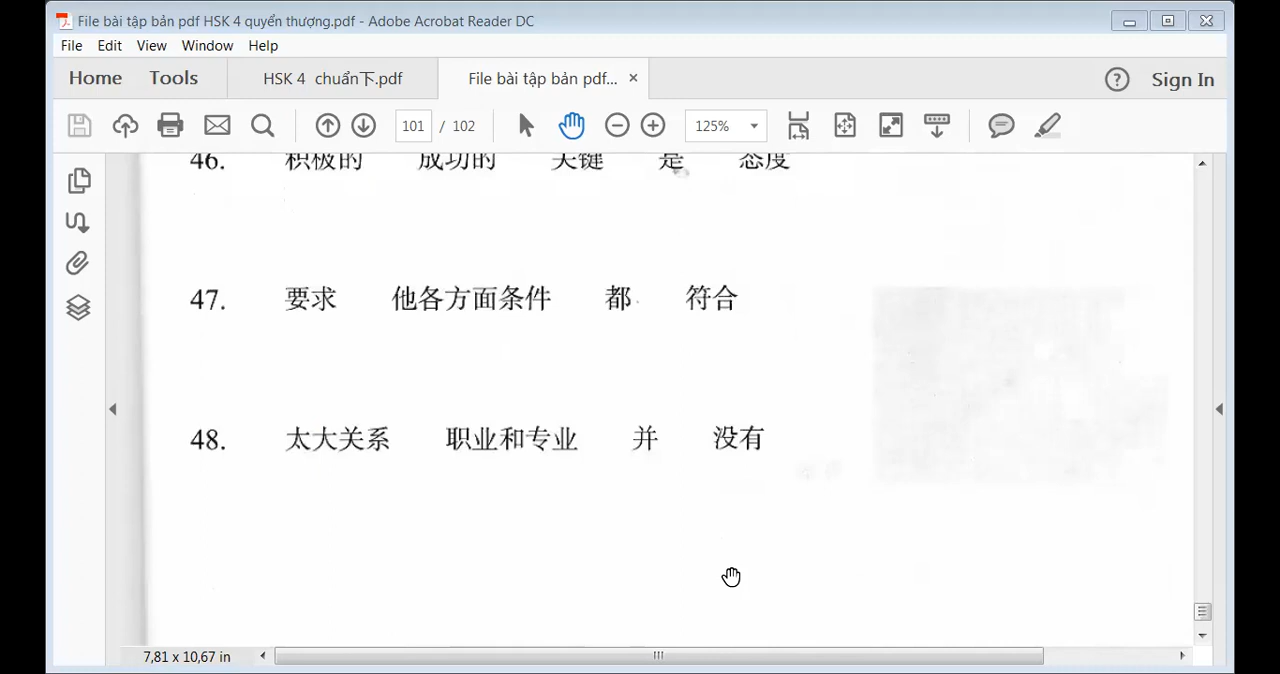 File bài tập bản pdf HSK 4 quyển thượng.pdf - Adobe Acrobat Reader DC
File Edit View Window Help
Home Tools HSK 4 chuẩn下.pdf File bài tập bản pdf... × ? Sign In
101 / 102 125%
46. 积极的 成功的 关键 是 态度
47. 要求 他各方面条件 都 符合
48. 太大关系 职业和专业 并 没有
7,81 x 10,67 in